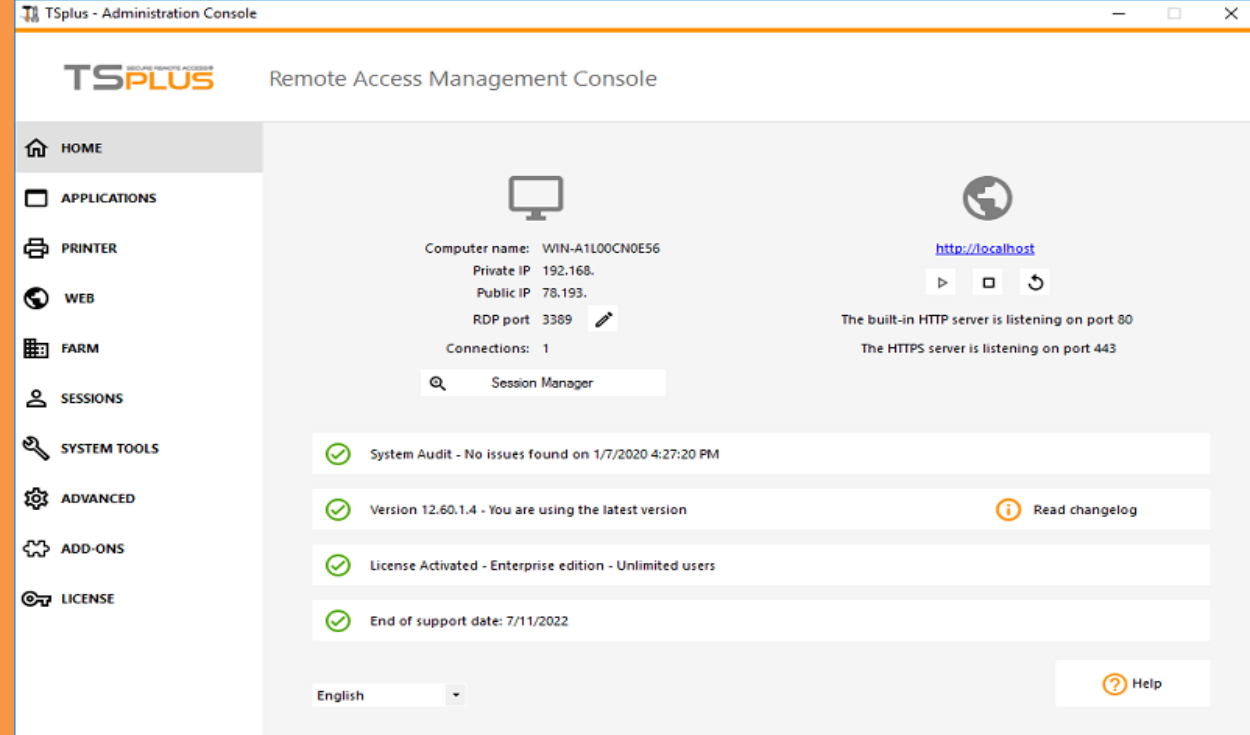 TSplus - Administration Console
TSPLUS
SECURE REMOTE ACCESS®
Remote Access Management Console
HOME
APPLICATIONS
PRINTER
WEB
FARM
SESSIONS
SYSTEM TOOLS
ADVANCED
ADD-ONS
LICENSE
Computer name: WIN-A1L00CN0E56
Private IP 192.168.
Public IP 78.193.
RDP port 3389
Connections: 1
Session Manager
http://localhost
The built-in HTTP server is listening on port 80
The HTTPS server is listening on port 443
System Audit - No issues found on 1/7/2020 4:27:20 PM
Version 12.60.1.4 - You are using the latest version
Read changelog
License Activated - Enterprise edition - Unlimited users
End of support date: 7/11/2022
English
Help